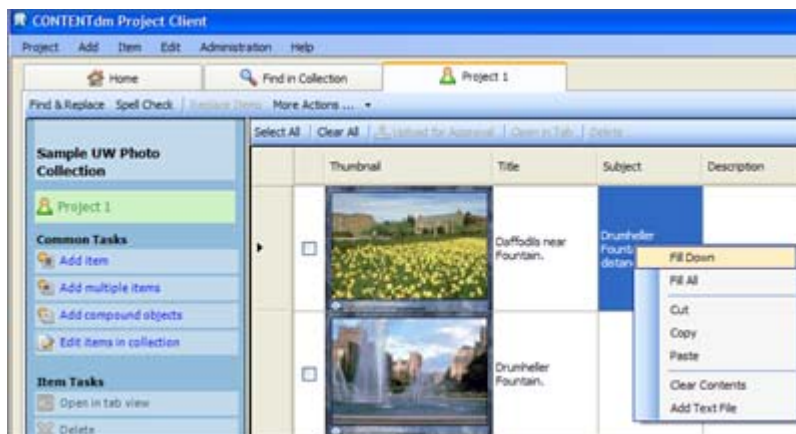 CONTENTdm Project Client
Project Add Item Edit Administration Help
Home Find in Collection Project 1
Find & Replace Spell Check Replace Items More Actions ...
Select All Clear All Upload for Approval Open in Tab Delete
Sample UW Photo
Collection
Project 1
Common Tasks
Add item
Add multiple items
Add compound objects
Edit items in collection
Item Tasks
Open in tab view
Delete
Thumbnail Title Subject Description
Daffodils near
Fountain.
Drumheller
Drumheller
Fountain.
Fill Down
Fill All
Cut
Copy
Paste
Clear Contents
Add Text File